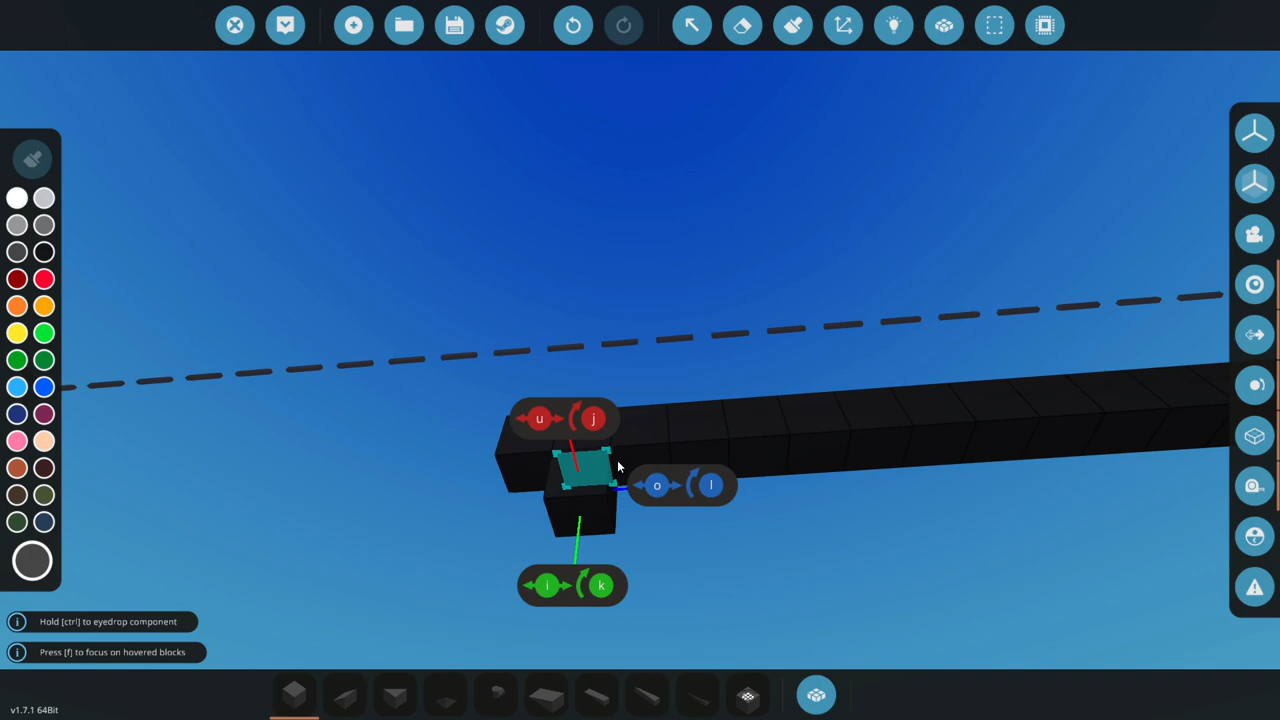 u j
o l
i k
Hold [ctrl] to eyedrop component
Press [f] to focus on hovered blocks
v1.7.1 64Bit